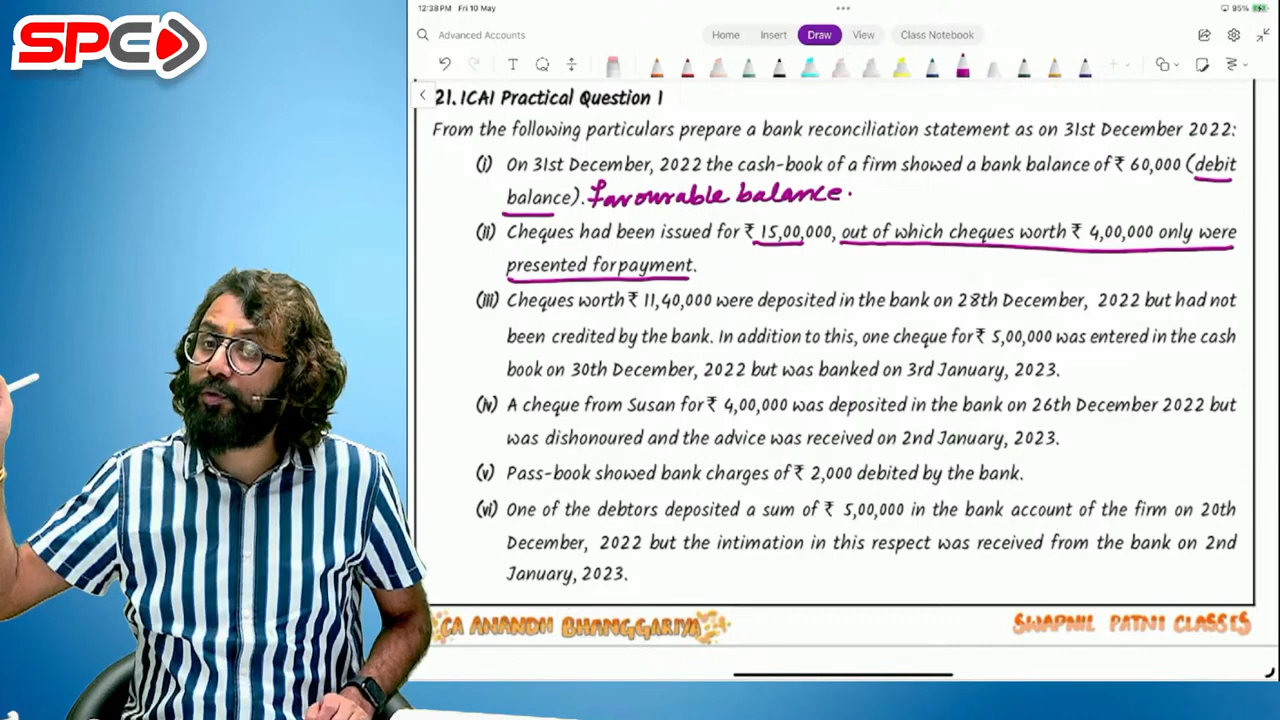 SPC
12:38PM Fri 10 May
95%
Advanced Accounts
Home Insert Draw View Class Notebook
21. ICAI Practical Question 1
From the following particulars prepare a bank reconciliation statement as on 31st December 2022:
(i) On 31st December, 2022 the cash-book of a firm showed a bank balance of ₹ 60,000 (debit
balance). favourable balance.
(ii) Cheques had been issued for ₹ 15,00,000, out of which cheques worth ₹ 4,00,000 only were
presented for payment.
(iii) Cheques worth ₹ 11,40,000 were deposited in the bank on 28th December, 2022 but had not
been credited by the bank. In addition to this, one cheque for ₹ 5,00,000 was entered in the cash
book on 30th December, 2022 but was banked on 3rd January, 2023.
(iv) A cheque from Susan for ₹ 4,00,000 was deposited in the bank on 26th December 2022 but
was dishonoured and the advice was received on 2nd January, 2023.
(v) Pass-book showed bank charges of ₹ 2,000 debited by the bank.
(vi) One of the debtors deposited a sum of ₹ 5,00,000 in the bank account of the firm on 20th
December, 2022 but the intimation in this respect was received from the bank on 2nd
January, 2023.
CA ANANDH BHANGGARIYA
SWAPNIL PATNI CLASSES